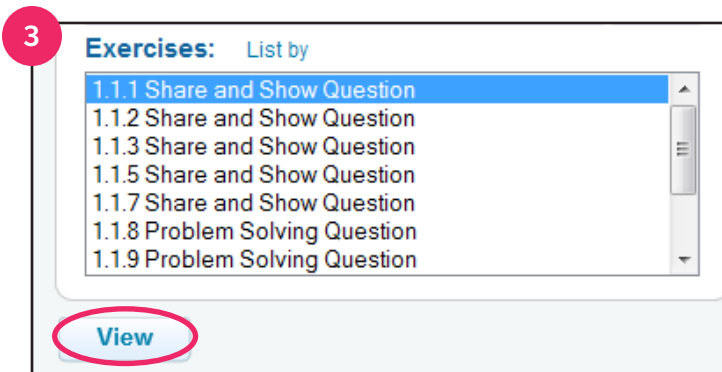 3
Exercises: List by
1.1.1 Share and Show Question
1.1.2 Share and Show Question
1.1.3 Share and Show Question
1.1.5 Share and Show Question
1.1.7 Share and Show Question
1.1.8 Problem Solving Question
1.1.9 Problem Solving Question
View